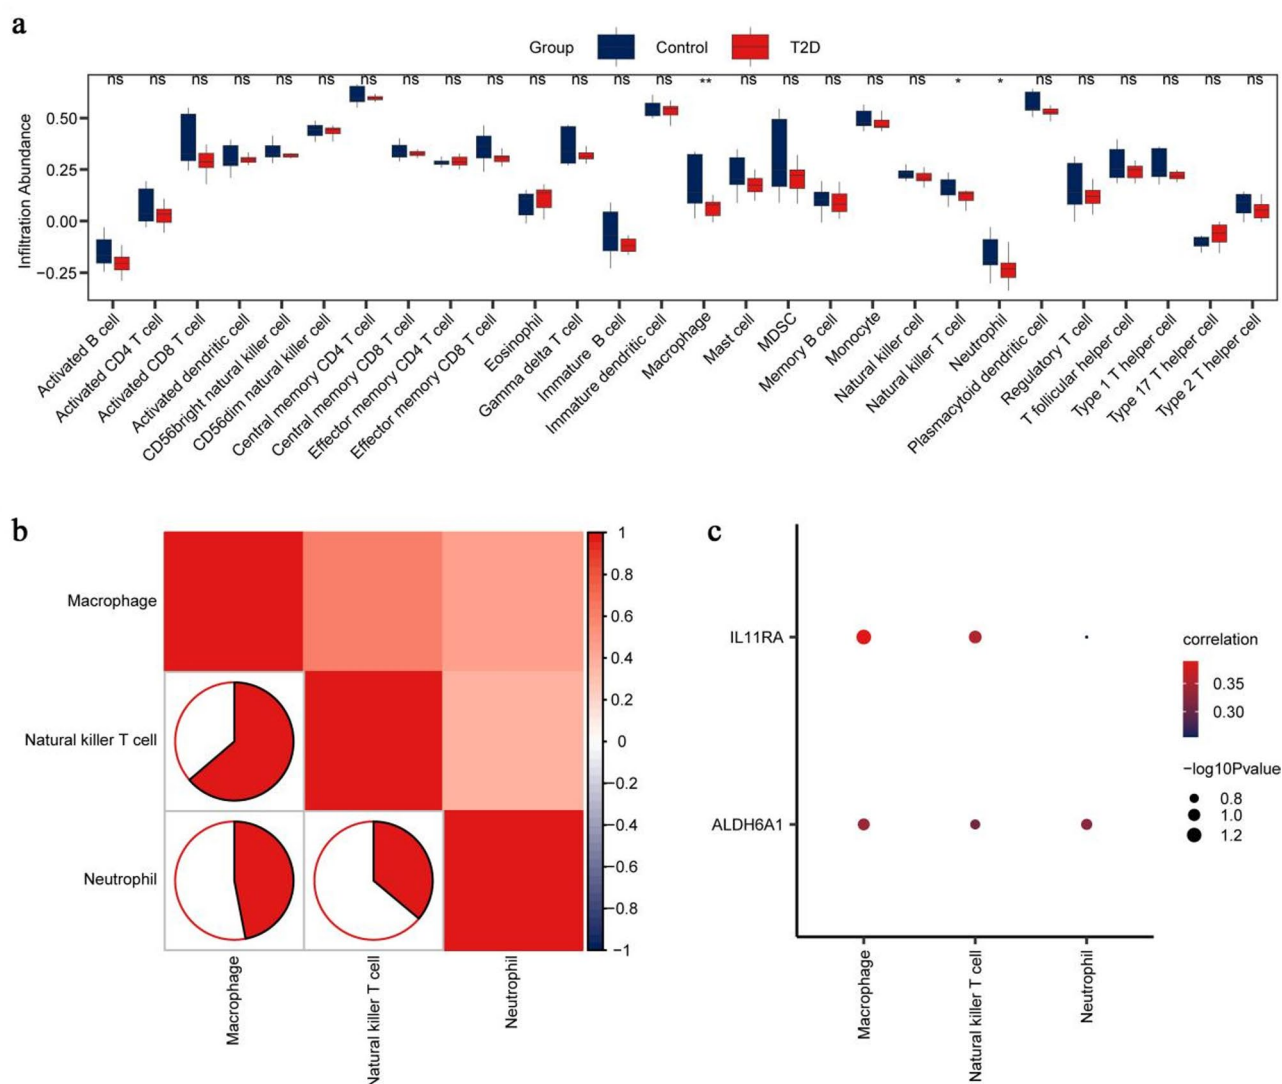 a
Group Control T2D
ns ns ns ns ns ns ns ns ns ns ns ns ns ns ** ns ns ns ns ns * * ns ns ns ns ns ns
Infiltration Abundance
0.50
0.25
0.00
−0.25
Activated B cell
Activated CD4 T cell
Activated CD8 T cell
Activated dendritic cell
CD56bright natural killer cell
CD56dim natural killer cell
Central memory CD4 T cell
Central memory CD8 T cell
Effector memory CD4 T cell
Effector memory CD8 T cell
Eosinophil
Gamma delta T cell
Immature  B cell
Immature dendritic cell
Macrophage
Mast cell
MDSC
Memory B cell
Monocyte
Natural killer cell
Natural killer T cell
Neutrophil
Plasmacytoid dendritic cell
Regulatory T cell
T follicular helper cell
Type 1 T helper cell
Type 17 T helper cell
Type 2 T helper cell
b
Macrophage
Natural killer T cell
Neutrophil
Macrophage
Natural killer T cell
Neutrophil
1
0.8
0.6
0.4
0.2
0
−0.2
−0.4
−0.6
−0.8
−1
c
IL11RA
ALDH6A1
Macrophage
Natural killer T cell
Neutrophil
correlation
0.35
0.30
−log10Pvalue
0.8
1.0
1.2